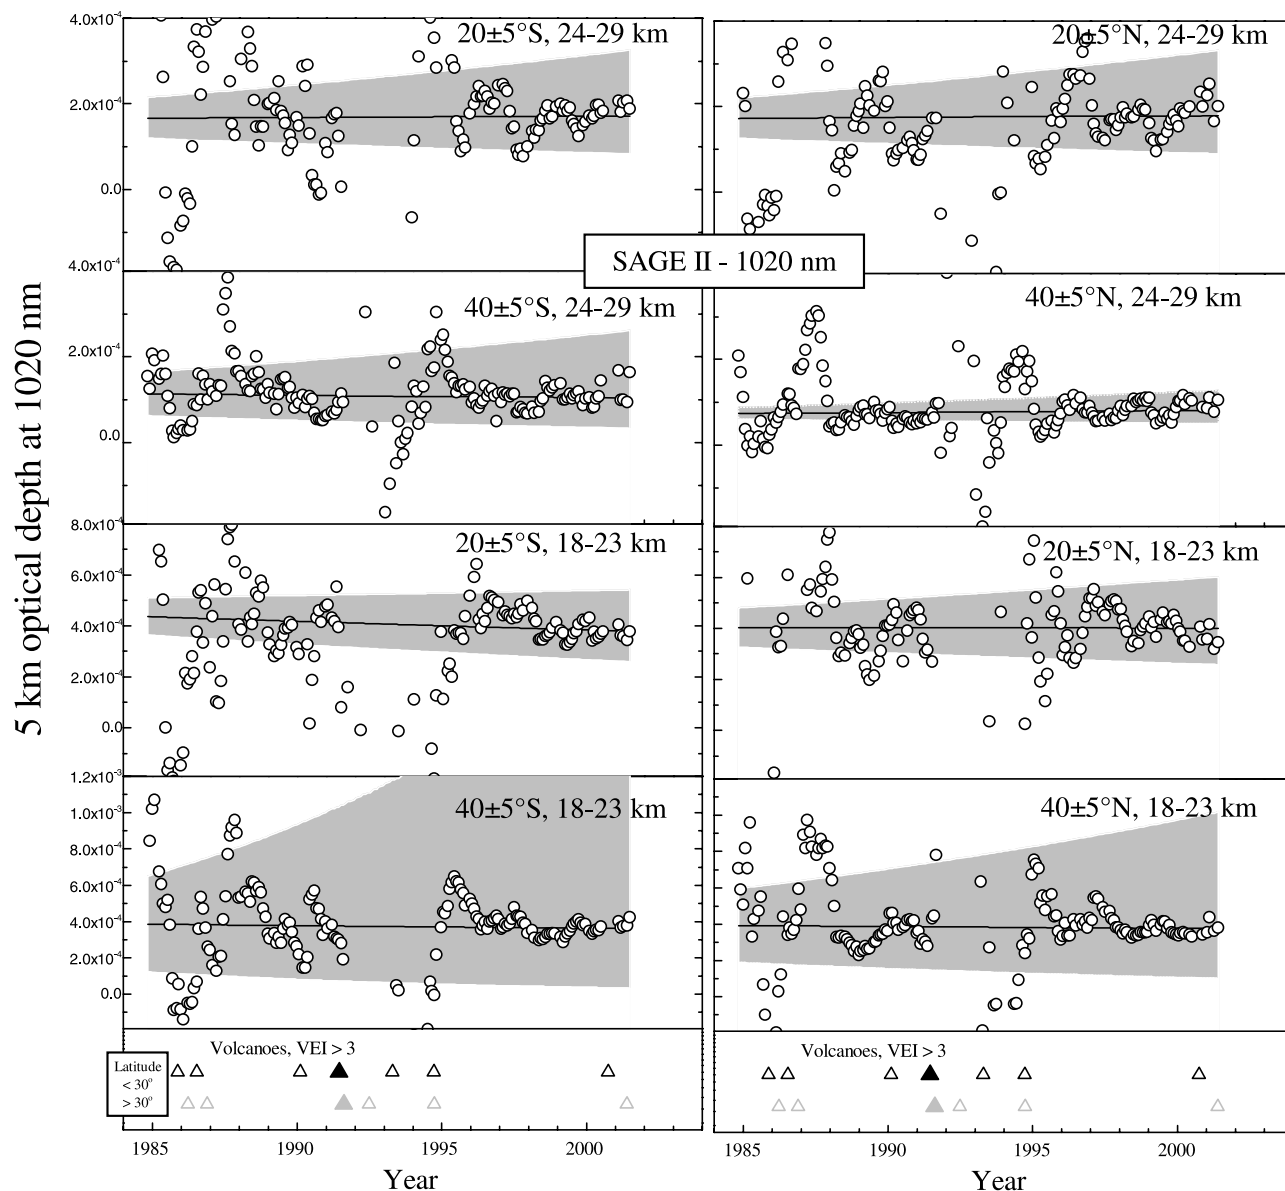 4.0x10⁻⁴
20±5°S, 24-29 km
20±5°N, 24-29 km
2.0x10⁻⁴
0.0
SAGE II - 1020 nm
4.0x10⁻⁴
40±5°S, 24-29 km
40±5°N, 24-29 km
2.0x10⁻⁴
0.0
5 km optical depth at 1020 nm
8.0x10⁻⁴
20±5°S, 18-23 km
20±5°N, 18-23 km
6.0x10⁻⁴
4.0x10⁻⁴
2.0x10⁻⁴
0.0
1.2x10⁻³
40±5°S, 18-23 km
40±5°N, 18-23 km
1.0x10⁻³
8.0x10⁻⁴
6.0x10⁻⁴
4.0x10⁻⁴
2.0x10⁻⁴
0.0
Volcanoes, VEI > 3
Volcanoes, VEI > 3
Latitude
< 30°
> 30°
1985 1990 1995 2000
1985 1990 1995 2000
Year
Year